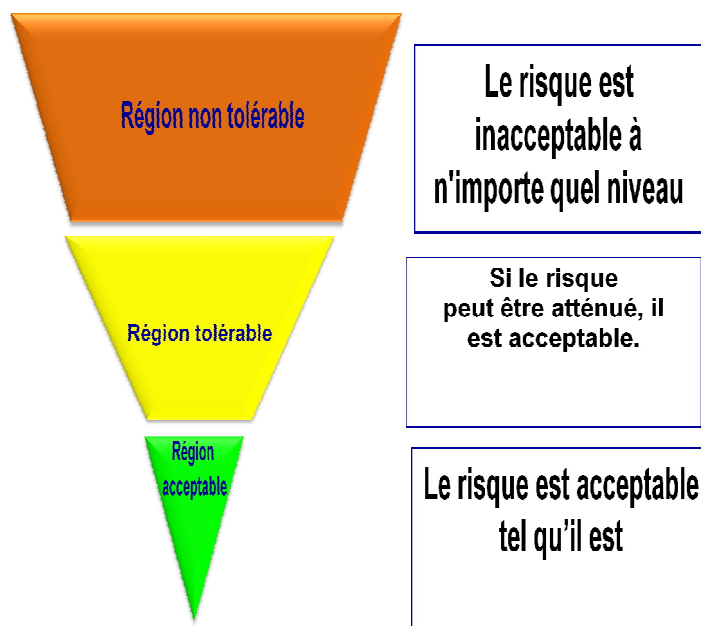 Région non tolérable
Le risque est
inacceptable à
n'importe quel niveau
Région tolérable
Si le risque
peut être atténué, il
est acceptable.
Région
acceptable
Le risque est acceptable
tel qu’il est